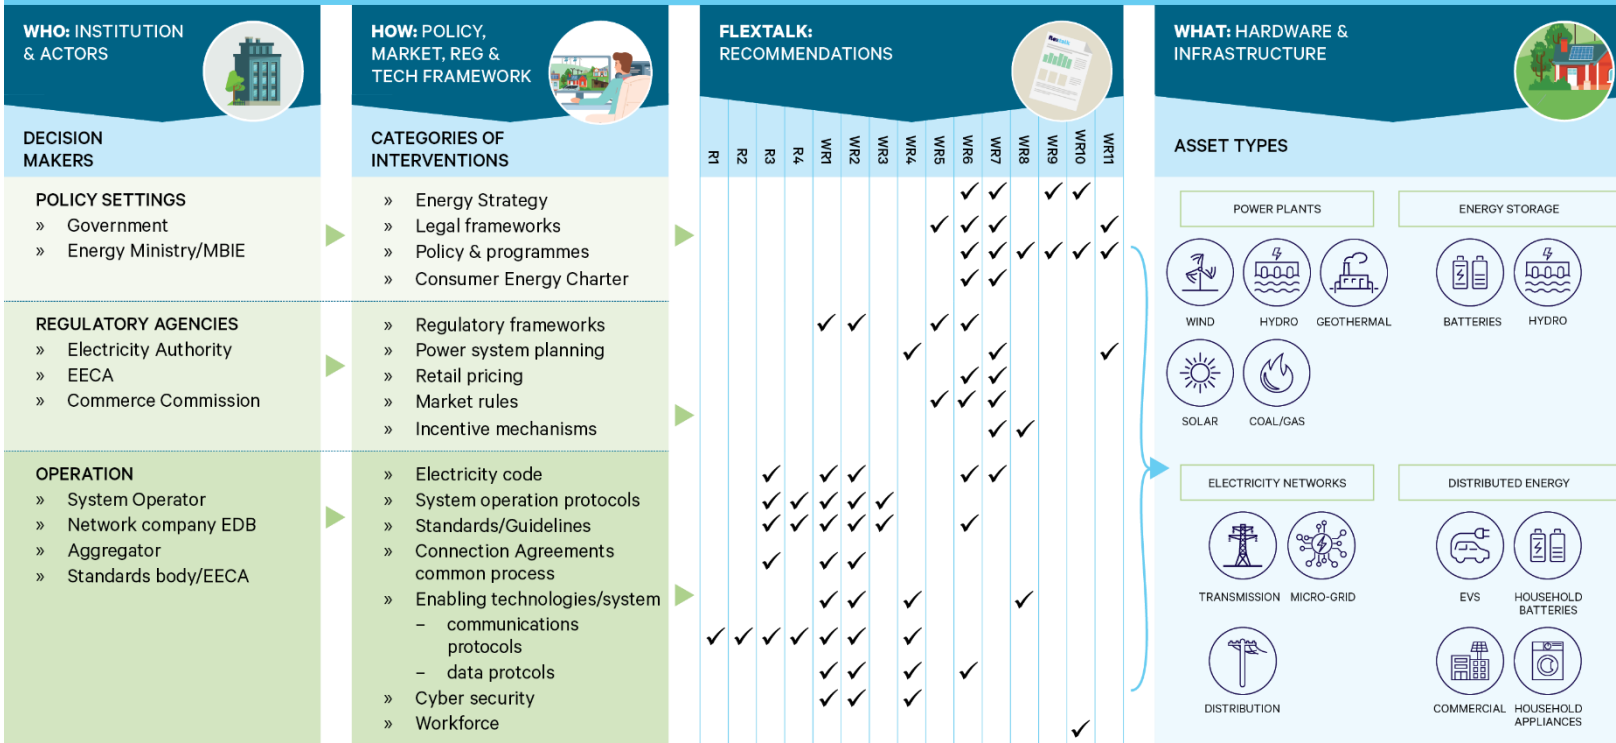 WHO: INSTITUTION
& ACTORS
DECISION
MAKERS
POLICY SETTINGS
» Government
» Energy Ministry/MBIE
REGULATORY AGENCIES
» Electricity Authority
» EECA
» Commerce Commission
OPERATION
» System Operator
» Network company EDB
» Aggregator
» Standards body/EECA
HOW: POLICY,
MARKET, REG &
TECH FRAMEWORK
CATEGORIES OF
INTERVENTIONS
» Energy Strategy
» Legal frameworks
» Policy & programmes
» Consumer Energy Charter
» Regulatory frameworks
» Power system planning
» Retail pricing
» Market rules
» Incentive mechanisms
» Electricity code
» System operation protocols
» Standards/Guidelines
» Connection Agreements
common process
» Enabling technologies/system
– communications
protocols
– data protcols
» Cyber security
» Workforce
FLEXTALK:
RECOMMENDATIONS
FlexTalk
R1
R2
R3
R4
WR1
WR2
WR3
WR4
WR5
WR6
WR7
WR8
WR9
WR10
WR11
WHAT: HARDWARE &
INFRASTRUCTURE
ASSET TYPES
POWER PLANTS
WIND
HYDRO
GEOTHERMAL
SOLAR
COAL/GAS
ENERGY STORAGE
BATTERIES
HYDRO
ELECTRICITY NETWORKS
TRANSMISSION
MICRO-GRID
DISTRIBUTION
DISTRIBUTED ENERGY
EVS
HOUSEHOLD
BATTERIES
COMMERCIAL
HOUSEHOLD
APPLIANCES